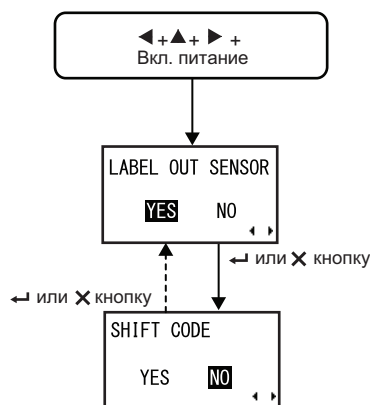 ◀ + ▲ + ▶ +
Вкл. питание
LABEL OUT SENSOR
YES NO
◀ ▶
↵ или ✕ кнопку
↵ или ✕ кнопку
SHIFT CODE
YES NO
◀ ▶